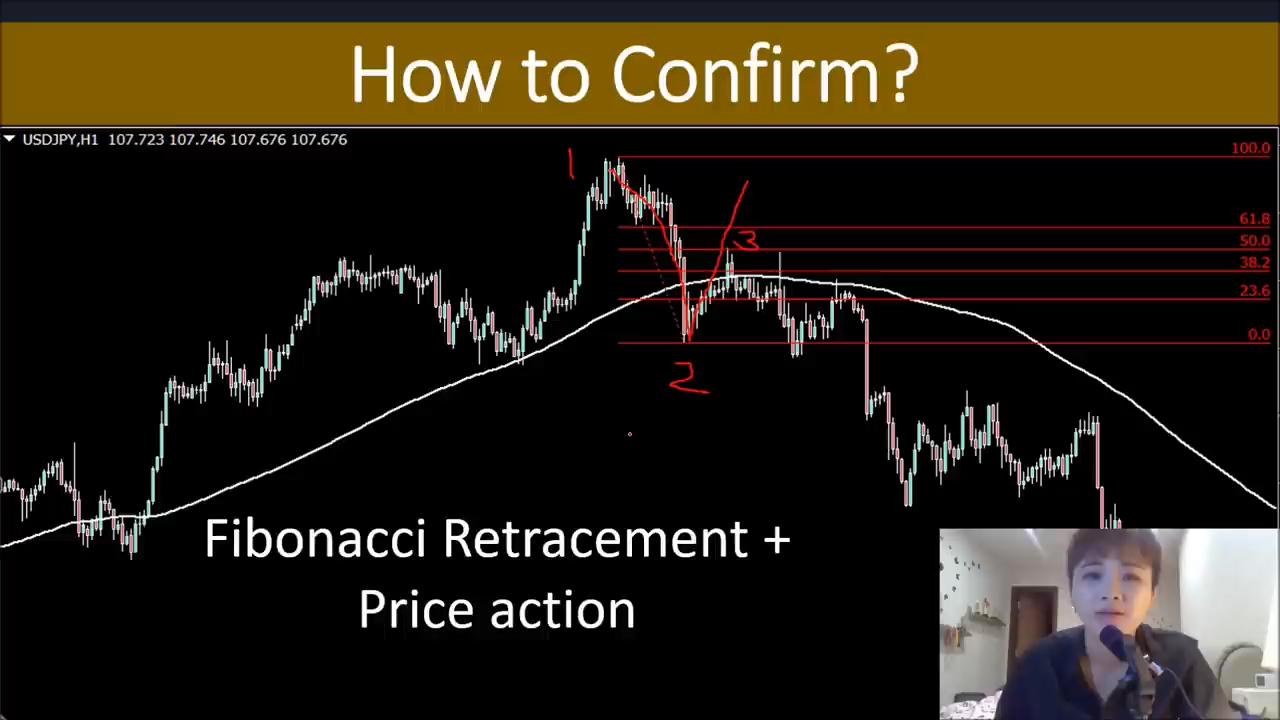 How to Confirm?
USDJPY,H1 107.723 107.746 107.676 107.676
1
100.0
61.8
3
50.0
38.2
23.6
0.0
2
Fibonacci Retracement +
Price action